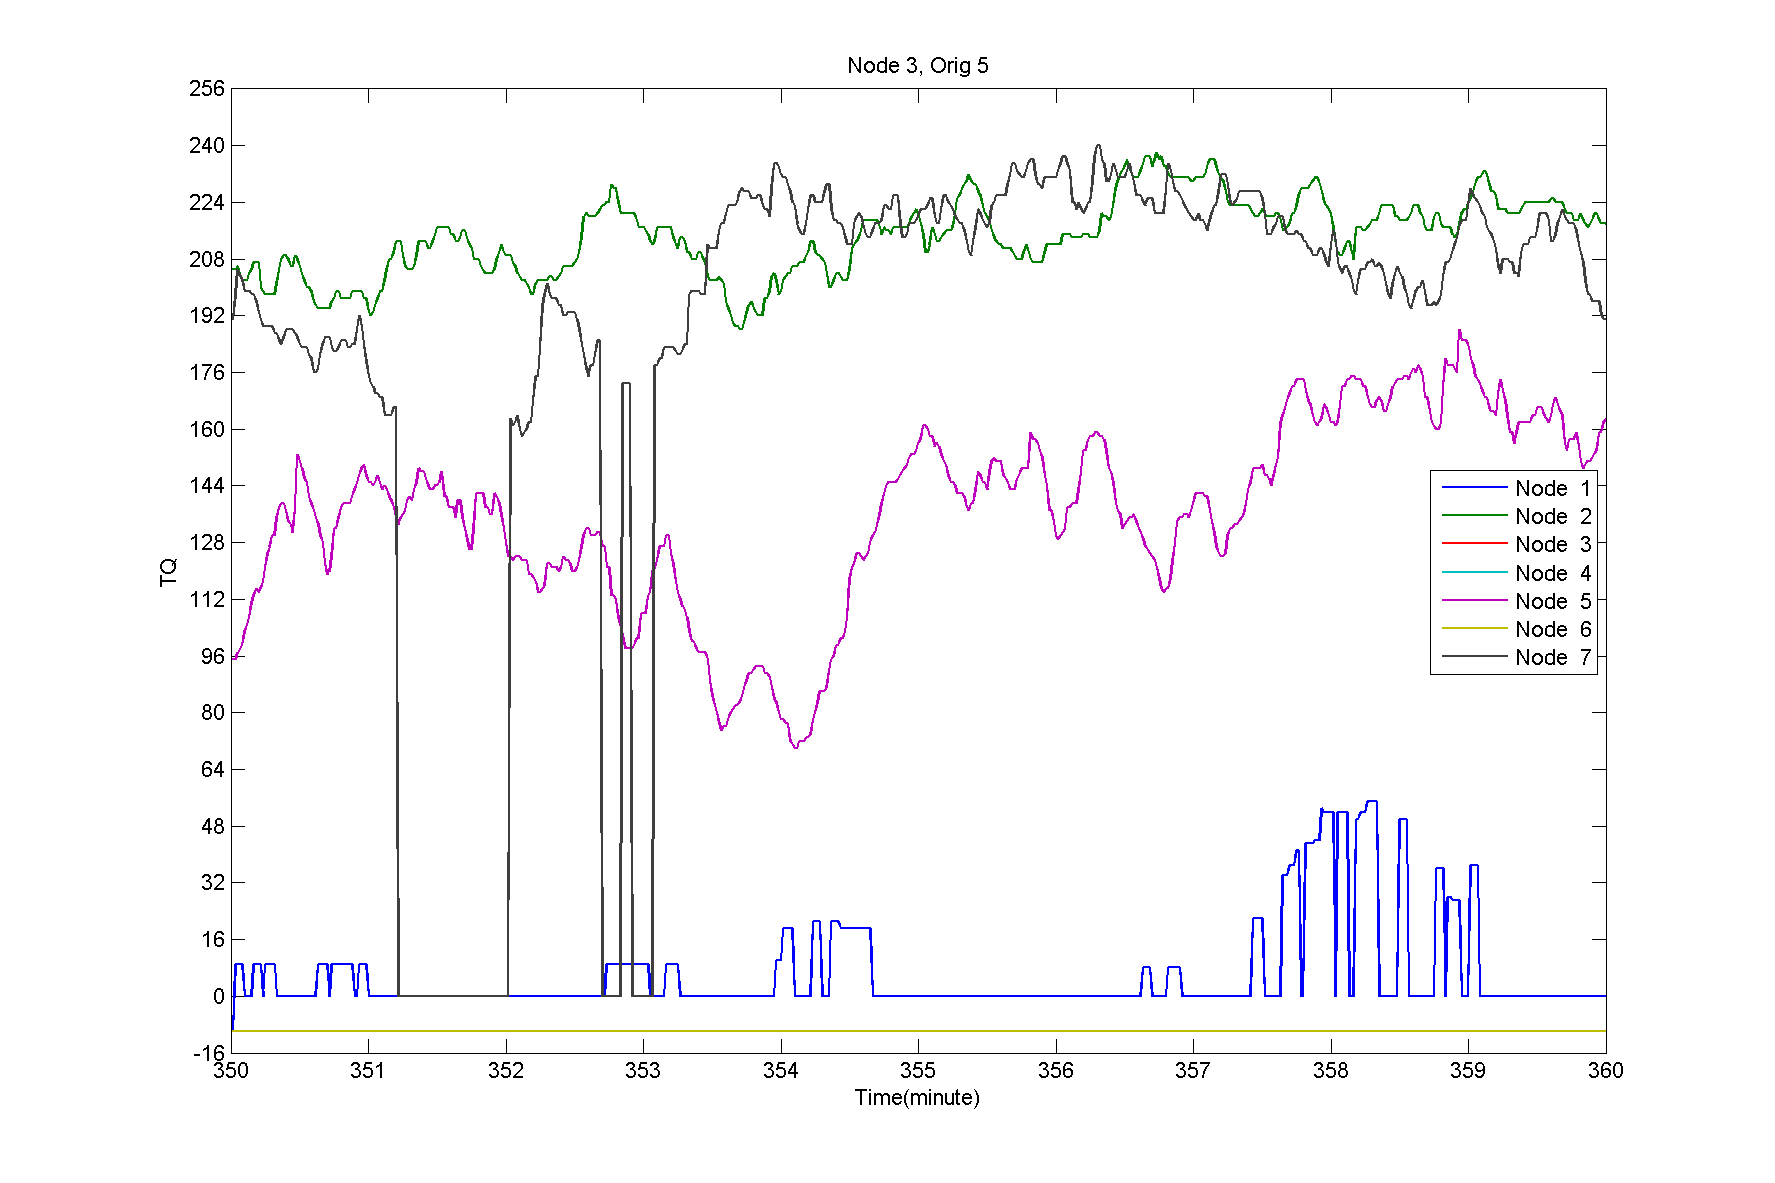 Node 3, Orig 5
256
240
224
208
192
176
160
144
128
112
96
80
64
48
32
16
0
-16
TQ
Node 1
Node 2
Node 3
Node 4
Node 5
Node 6
Node 7
350 351 352 353 354 355 356 357 358 359 360
Time(minute)